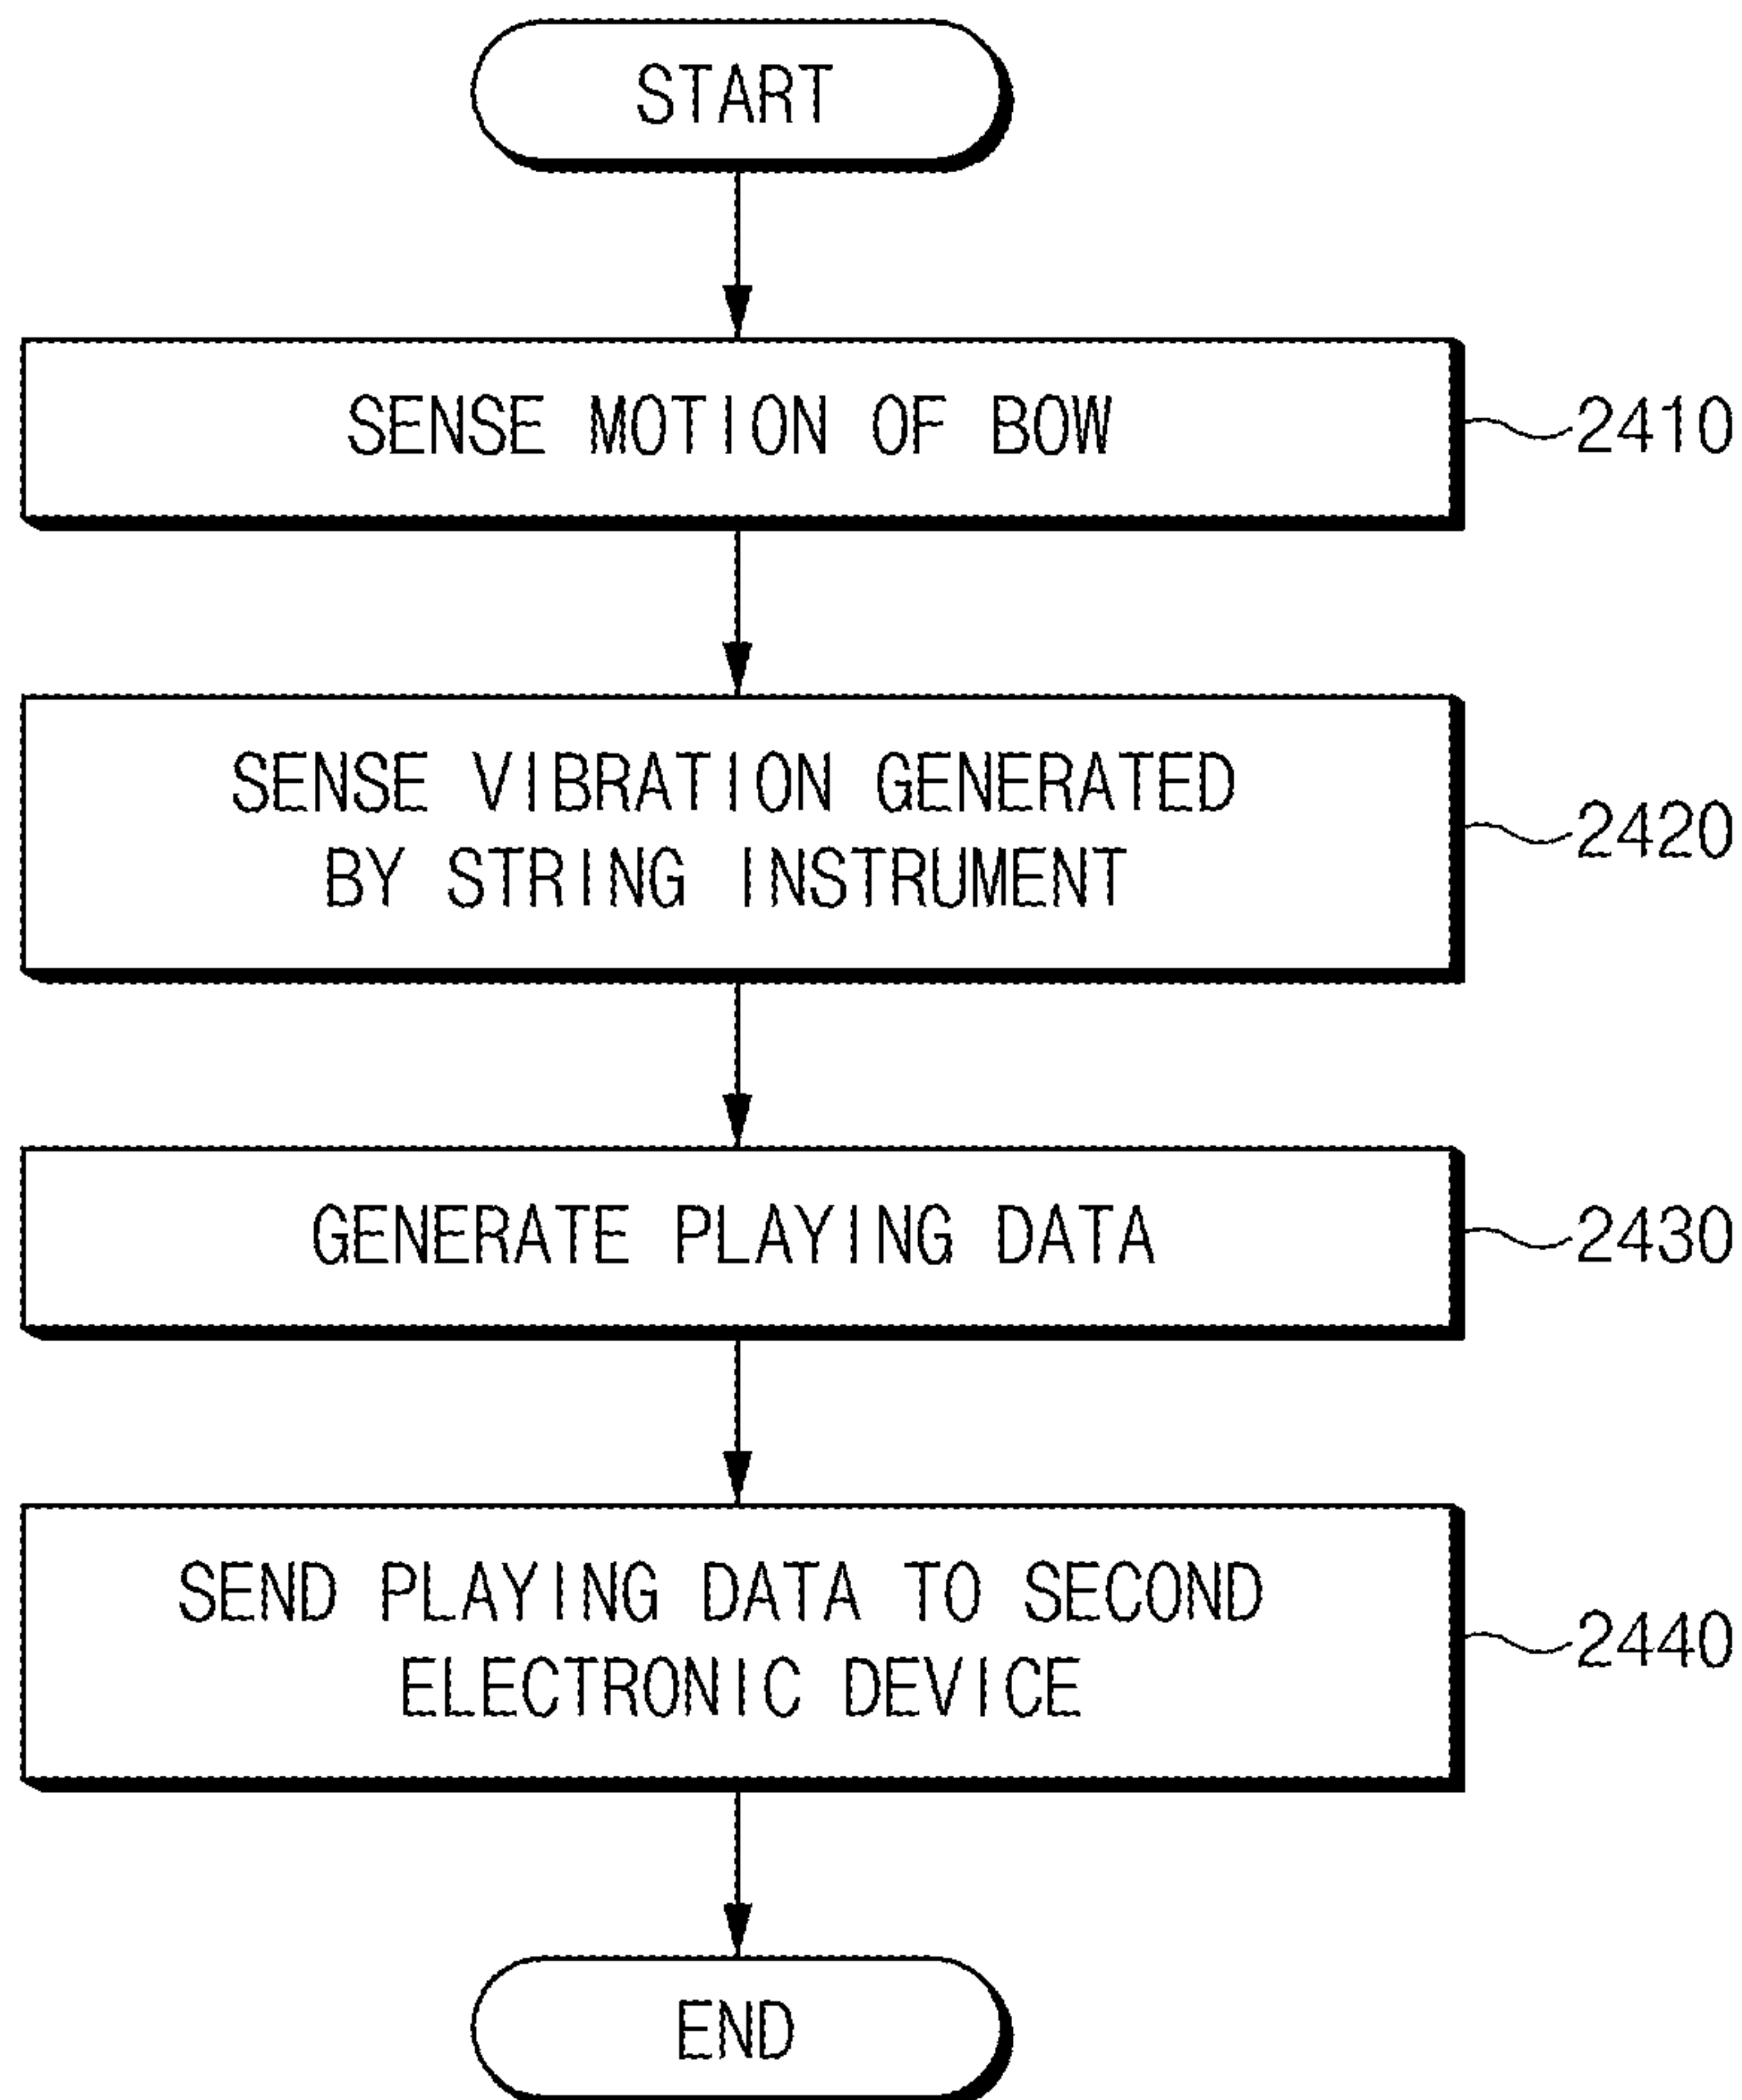 START
SENSE MOTION OF BOW
2410
SENSE VIBRATION GENERATED
BY STRING INSTRUMENT
2420
GENERATE PLAYING DATA
2430
SEND PLAYING DATA TO SECOND
ELECTRONIC DEVICE
2440
END